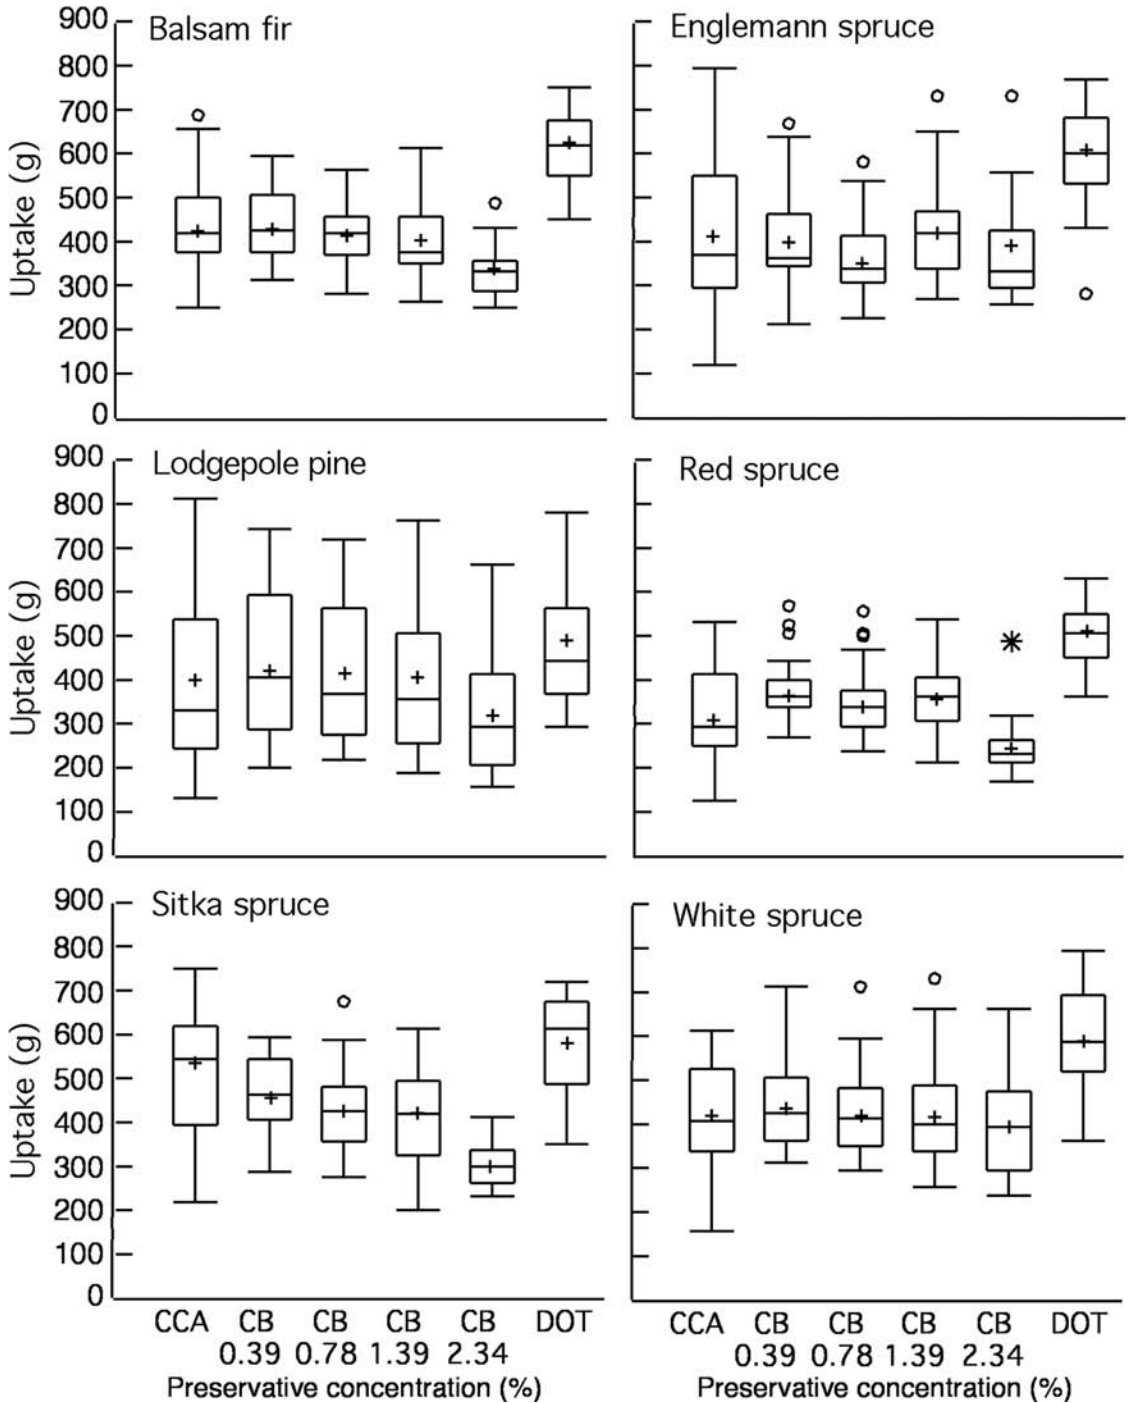 Balsam fir
Englemann spruce
Uptake (g)
900
800
700
600
500
400
300
200
100
0
Lodgepole pine
Red spruce
Uptake (g)
900
800
700
600
500
400
300
200
100
0
Sitka spruce
White spruce
Uptake (g)
900
800
700
600
500
400
300
200
100
0
CCA CB CB CB CB DOT
0.39 0.78 1.39 2.34
Preservative concentration (%)
CCA CB CB CB CB DOT
0.39 0.78 1.39 2.34
Preservative concentration (%)